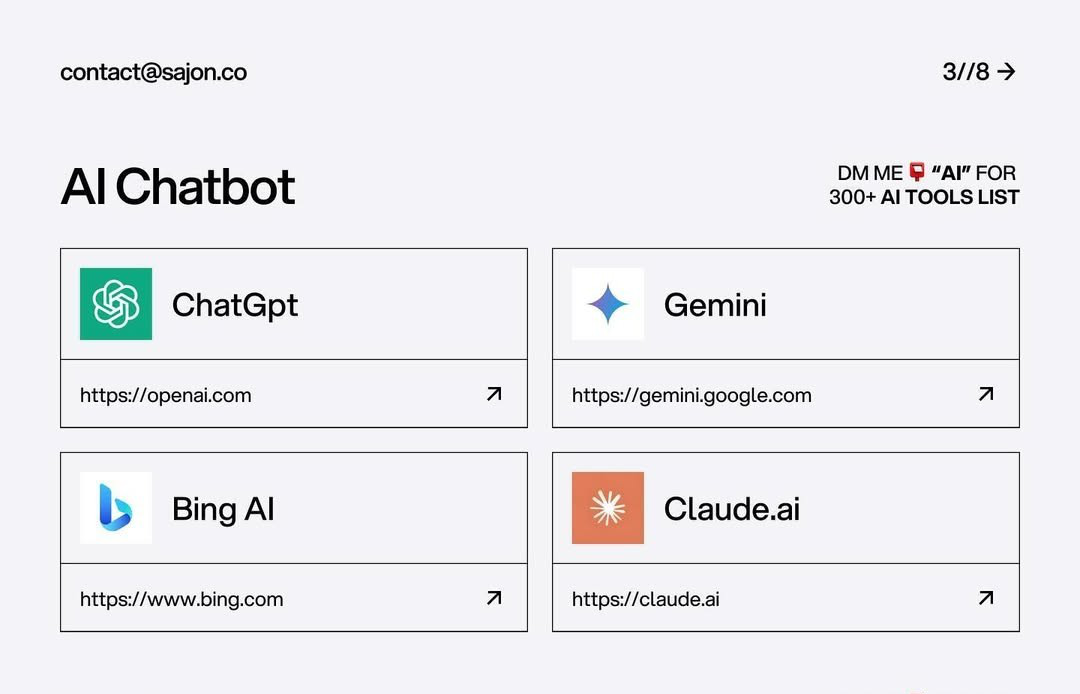 contact@sajon.co
3//8 →
AI Chatbot
DM ME 📮 “AI” FOR
300+ AI TOOLS LIST
ChatGpt
https://openai.com
Gemini
https://gemini.google.com
Bing AI
https://www.bing.com
Claude.ai
https://claude.ai